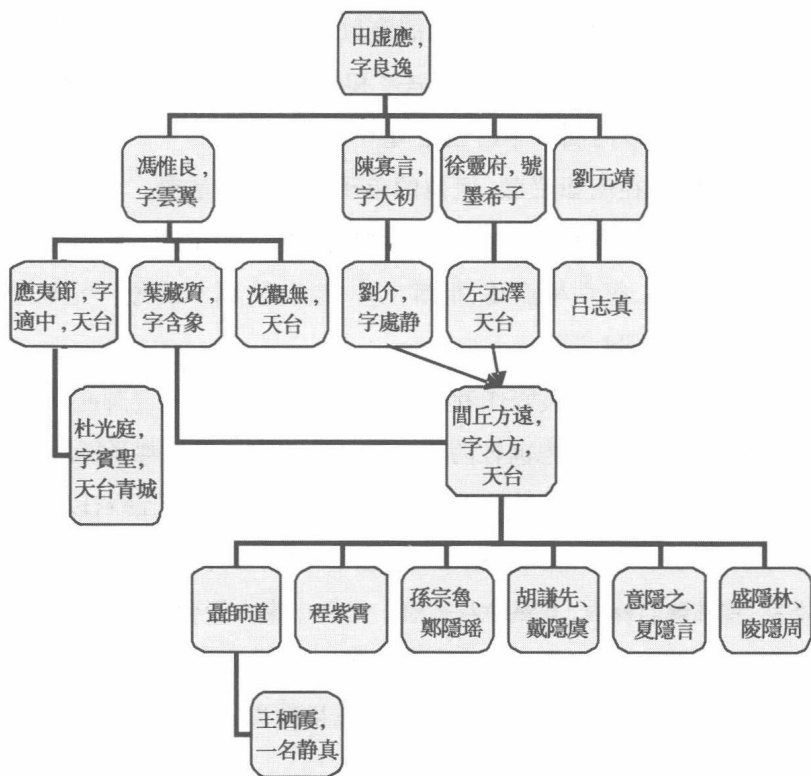 田虚應，
字良逸
馮惟良，
字雲翼
陳寡言，
字大初
徐靈府，號
墨希子
劉元靖
應夷節，字
適中，天台
葉藏質，
字含象
沈觀無，
天台
劉介，
字處静
左元澤
天台
吕志真
杜光庭，
字賓聖，
天台青城
間丘方遠，
字大方，
天台
聶師道
程紫霄
孫宗魯、
鄭隱瑶
胡謙先、
戴隱虞
意隱之、
夏隱言
盛隱林、
陵隱周
王栖霞，
一名静真